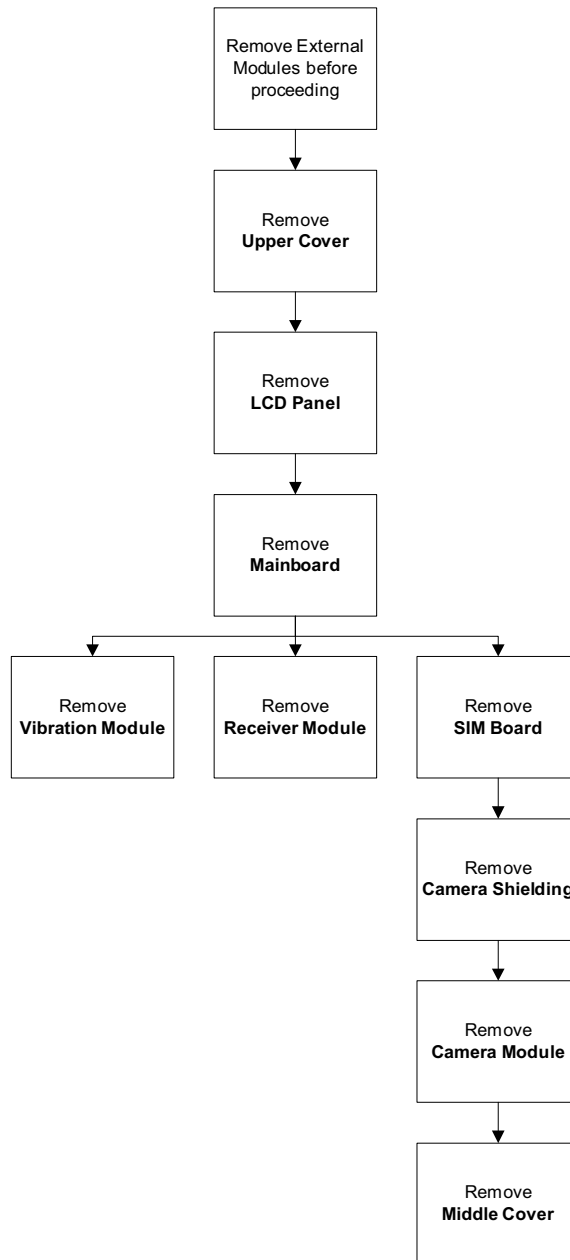 Remove External
Modules before
proceeding
Remove
Upper Cover
Remove
LCD Panel
Remove
Mainboard
Remove
Vibration Module
Remove
Receiver Module
Remove
SIM Board
Remove
Camera Shielding
Remove
Camera Module
Remove
Middle Cover